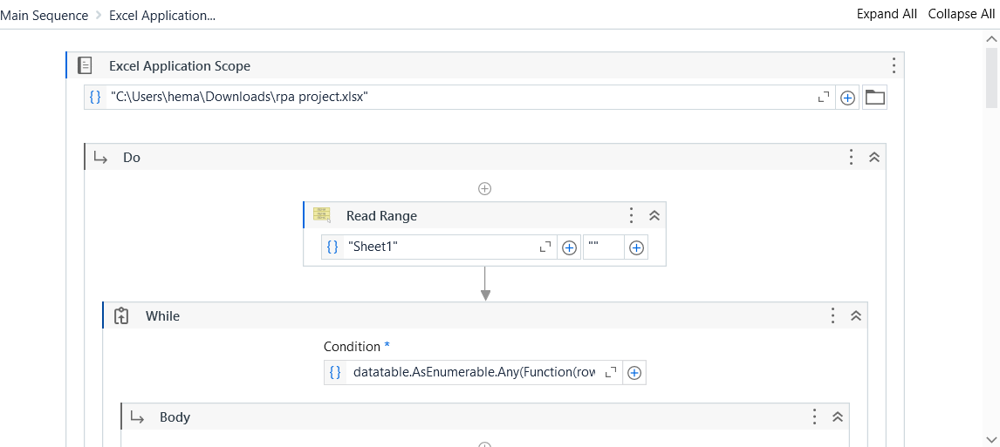 Main Sequence > Excel Application... Expand All Collapse All
Excel Application Scope
{} "C:\Users\hema\Downloads\rpa project.xlsx"
Do
Read Range
{} "Sheet1" ""
While
Condition *
{} datatable.AsEnumerable.Any(Function(row
Body